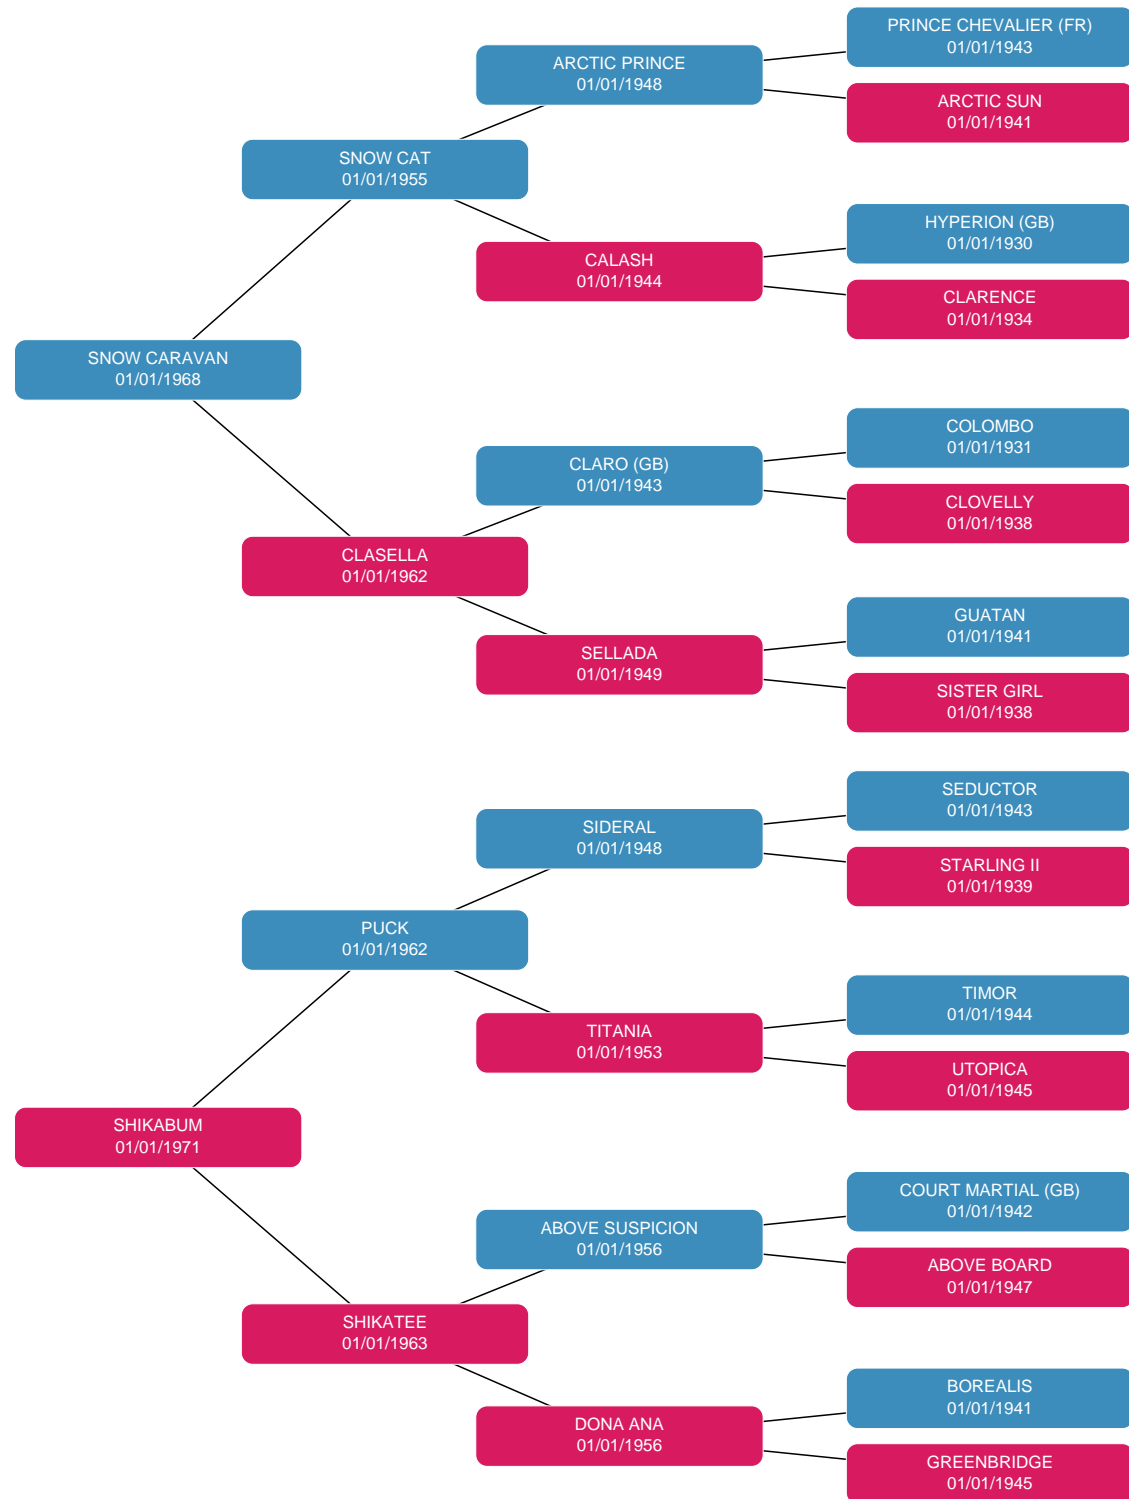 PRINCE CHEVALIER (FR)
01/01/1943
ARCTIC PRINCE
01/01/1948
ARCTIC SUN
01/01/1941
SNOW CAT
01/01/1955
HYPERION (GB)
01/01/1930
CALASH
01/01/1944
CLARENCE
01/01/1934
SNOW CARAVAN
01/01/1968
COLOMBO
01/01/1931
CLARO (GB)
01/01/1943
CLOVELLY
01/01/1938
CLASELLA
01/01/1962
GUATAN
01/01/1941
SELLADA
01/01/1949
SISTER GIRL
01/01/1938
SEDUCTOR
01/01/1943
SIDERAL
01/01/1948
STARLING II
01/01/1939
PUCK
01/01/1962
TIMOR
01/01/1944
TITANIA
01/01/1953
UTOPICA
01/01/1945
SHIKABUM
01/01/1971
COURT MARTIAL (GB)
01/01/1942
ABOVE SUSPICION
01/01/1956
ABOVE BOARD
01/01/1947
SHIKATEE
01/01/1963
BOREALIS
01/01/1941
DONA ANA
01/01/1956
GREENBRIDGE
01/01/1945